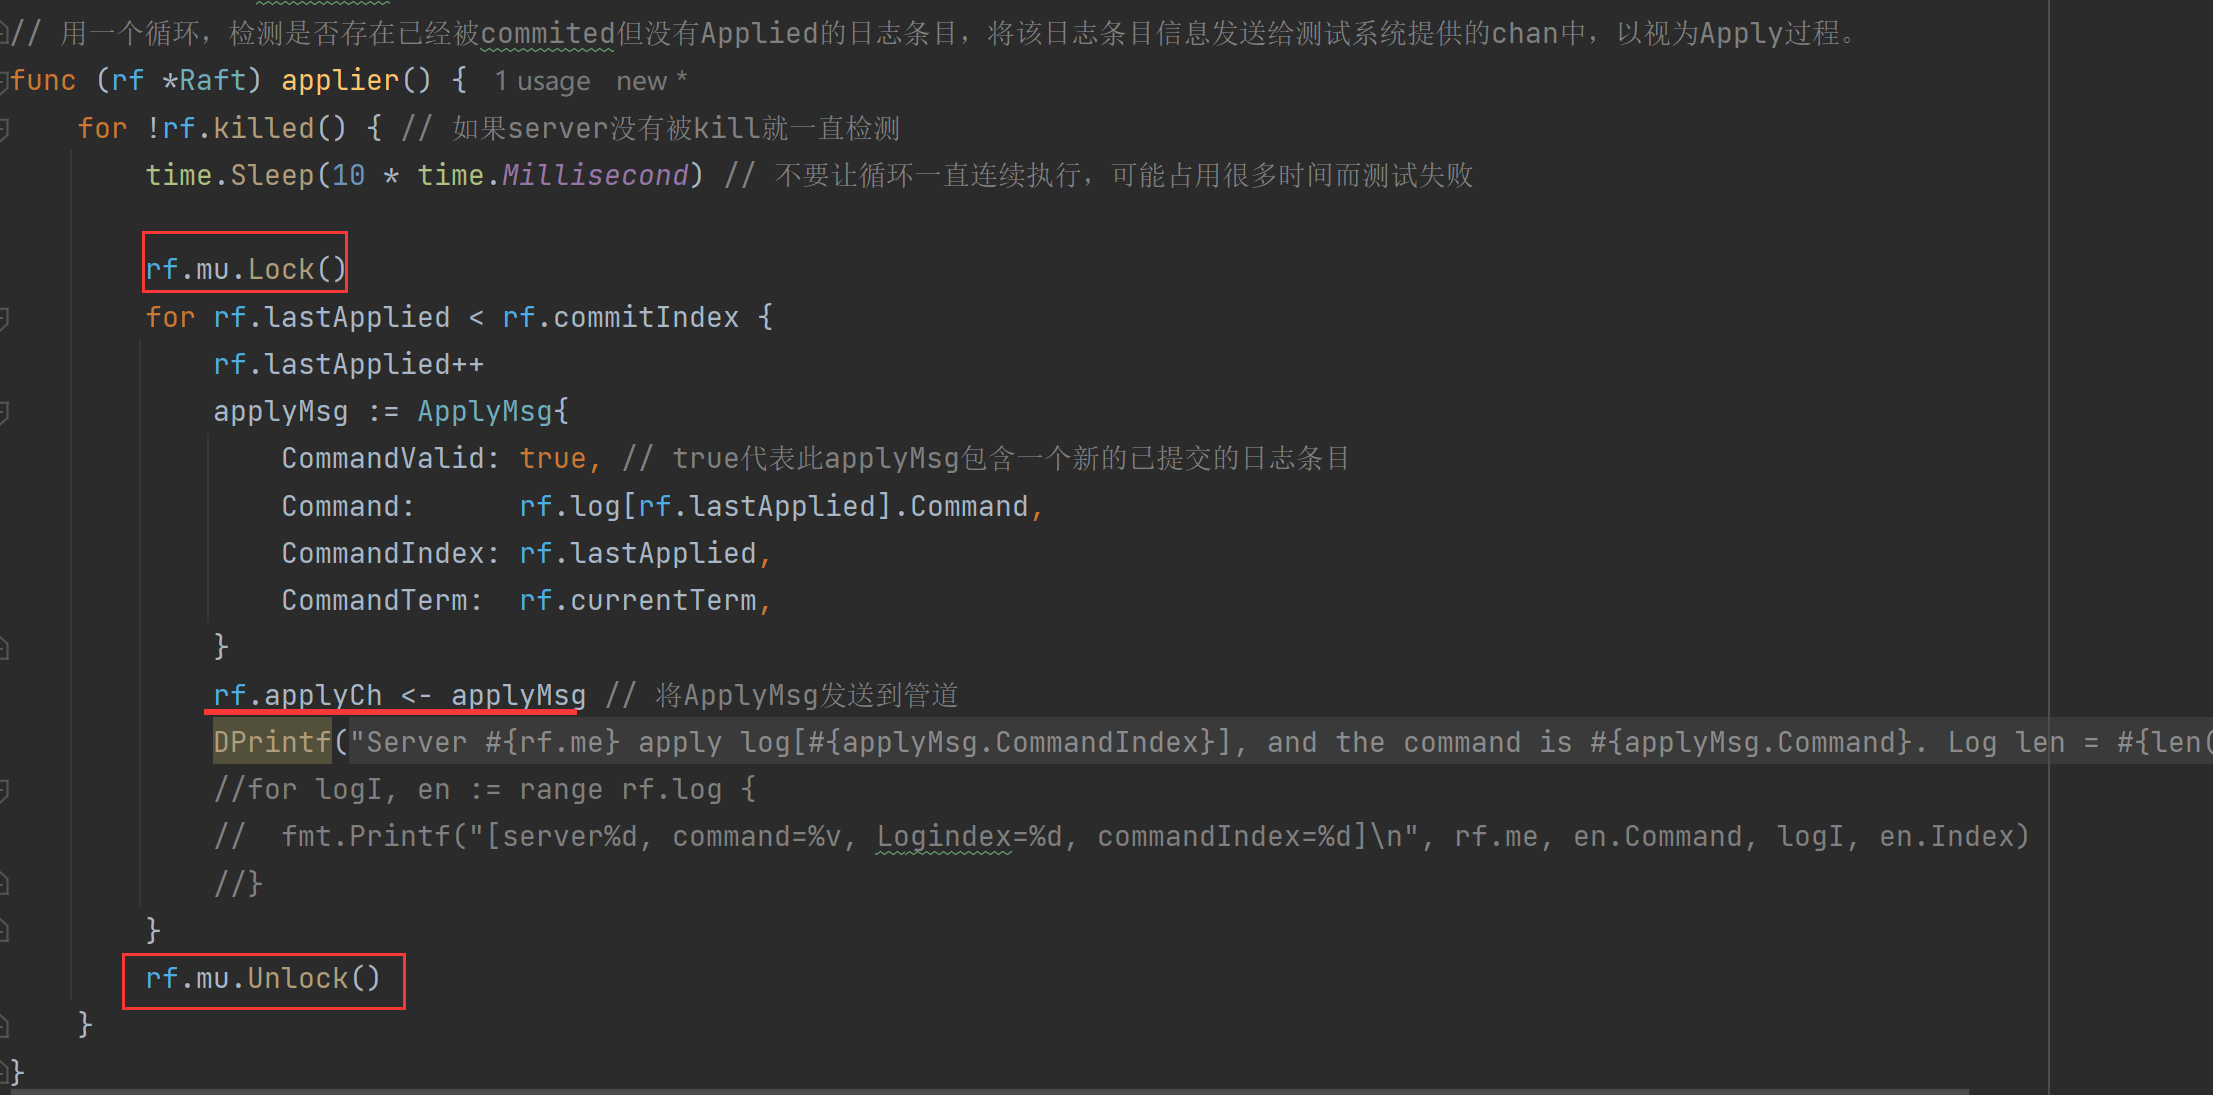 // 用一个循环，检测是否存在已经被commited但没有Applied的日志条目，将该日志条目信息发送给测试系统提供的chan中，以视为Apply过程。
func (rf *Raft) applier() { 1 usage new *
for !rf.killed() { // 如果server没有被kill就一直检测
time.Sleep(10 * time.Millisecond) // 不要让循环一直连续执行，可能占用很多时间而测试失败
rf.mu.Lock()
for rf.lastApplied < rf.commitIndex {
rf.lastApplied++
applyMsg := ApplyMsg{
CommandValid: true, // true代表此applyMsg包含一个新的已提交的日志条目
Command: rf.log[rf.lastApplied].Command,
CommandIndex: rf.lastApplied,
CommandTerm: rf.currentTerm,
}
rf.applyCh <- applyMsg // 将ApplyMsg发送到管道
DPrintf("Server #{rf.me} apply log[#{applyMsg.CommandIndex}], and the command is #{applyMsg.Command}. Log len = #{len(
//for logI, en := range rf.log {
// fmt.Printf("[server%d, command=%v, Logindex=%d, commandIndex=%d]\n", rf.me, en.Command, logI, en.Index)
//}
}
rf.mu.Unlock()
}
}